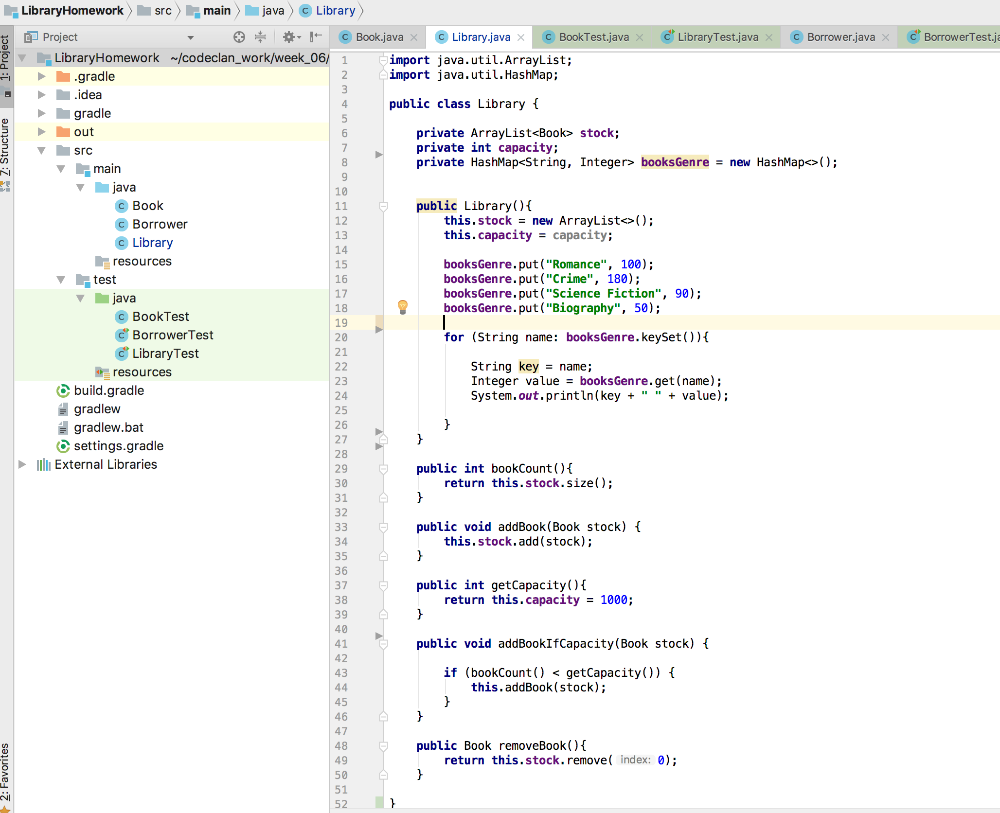 LibraryHomework src main java C Library
Project
C Book.java C Library.java C BookTest.java C LibraryTest.java C Borrower.java C BorrowerTest.ja
1: Project
7: Structure
2: Favorites
LibraryHomework ~/codeclan_work/week_06/
.gradle
.idea
gradle
out
src
main
java
C Book
C Borrower
C Library
resources
test
java
C BookTest
C BorrowerTest
C LibraryTest
resources
build.gradle
gradlew
gradlew.bat
settings.gradle
External Libraries
1 import java.util.ArrayList;
2 import java.util.HashMap;
3
4 public class Library {
5
6 private ArrayList<Book> stock;
7 private int capacity;
8 private HashMap<String, Integer> booksGenre = new HashMap<>();
9
10
11 public Library(){
12 this.stock = new ArrayList<>();
13 this.capacity = capacity;
14
15 booksGenre.put("Romance", 100);
16 booksGenre.put("Crime", 180);
17 booksGenre.put("Science Fiction", 90);
18 booksGenre.put("Biography", 50);
19
20 for (String name: booksGenre.keySet()){
21
22 String key = name;
23 Integer value = booksGenre.get(name);
24 System.out.println(key + " " + value);
25
26 }
27 }
28
29 public int bookCount(){
30 return this.stock.size();
31 }
32
33 public void addBook(Book stock) {
34 this.stock.add(stock);
35 }
36
37 public int getCapacity(){
38 return this.capacity = 1000;
39 }
40
41 public void addBookIfCapacity(Book stock) {
42
43 if (bookCount() < getCapacity()) {
44 this.addBook(stock);
45 }
46 }
47
48 public Book removeBook(){
49 return this.stock.remove( index: 0);
50 }
51
52 }